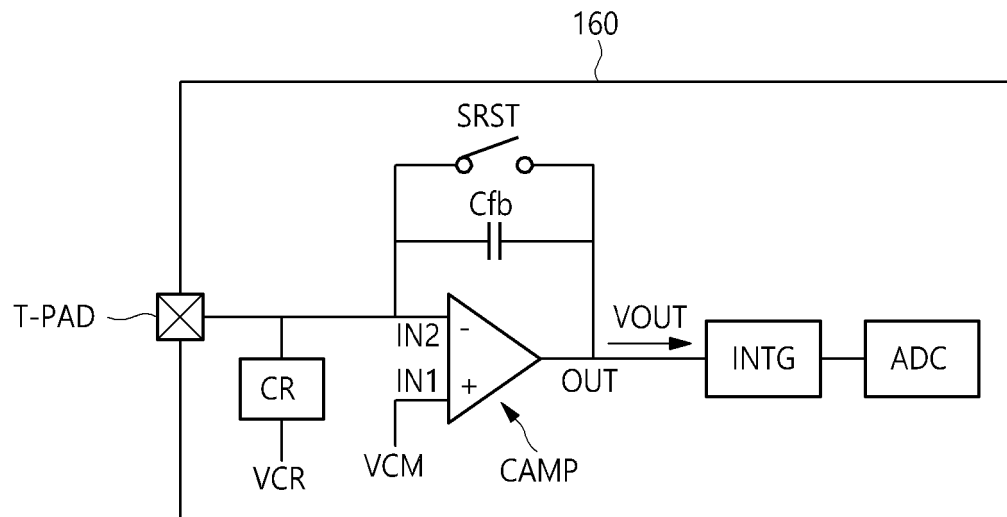 160
SRST
Cfb
T-PAD
IN2
-
VOUT
INTG
ADC
CR
IN1
+
OUT
VCR
VCM
CAMP